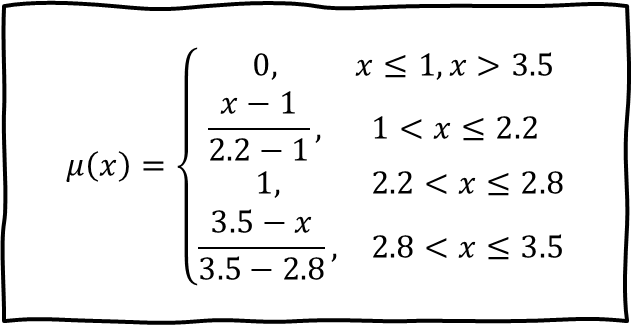 0, x ≤ 1, x > 3.5
x − 1
2.2 − 1 , 1 < x ≤ 2.2
μ(x) =
1, 2.2 < x ≤ 2.8
3.5 − x
3.5 − 2.8 , 2.8 < x ≤ 3.5